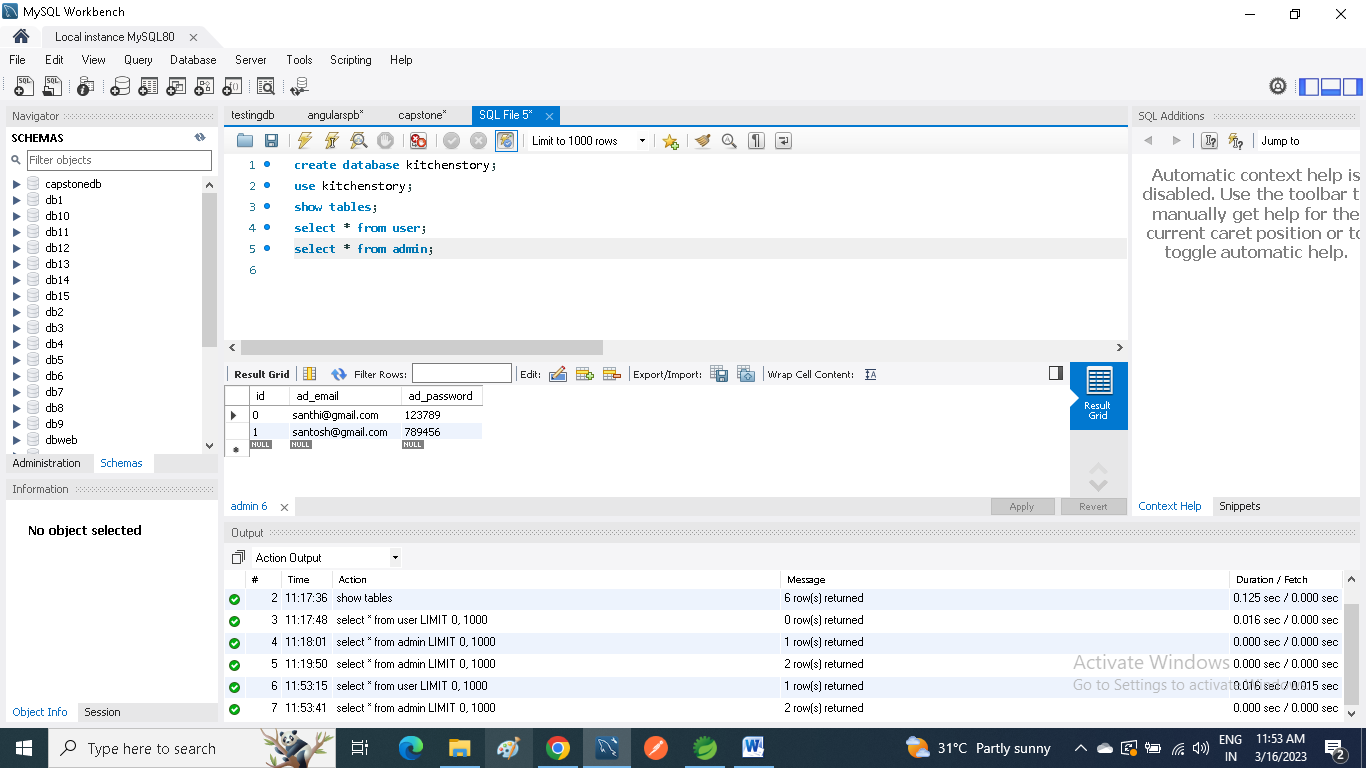 MySQL Workbench
Local instance MySQL80
File Edit View Query Database Server Tools Scripting Help
Navigator
SCHEMAS
Filter objects
capstonedb
db1
db10
db11
db12
db13
db14
db15
db2
db3
db4
db5
db6
db7
db8
db9
dbweb
Administration Schemas
Information
No object selected
Object Info Session
testingdb angularspb* capstone* SQL File 5*
Limit to 1000 rows
1 create database kitchenstory;
2 use kitchenstory;
3 show tables;
4 select * from user;
5 select * from admin;
6
Result Grid Filter Rows: Edit: Export/Import: Wrap Cell Content:
id ad_email ad_password
0 santhi@gmail.com 123789
1 santosh@gmail.com 789456
NULL NULL NULL
Result
Grid
admin 6
Apply Revert
SQL Additions
Jump to
Automatic context help is
disabled. Use the toolbar t
manually get help for the
current caret position or to
toggle automatic help.
Context Help Snippets
Output
Action Output
# Time Action Message Duration / Fetch
2 11:17:36 show tables 6 row(s) returned 0.125 sec / 0.000 sec
3 11:17:48 select * from user LIMIT 0, 1000 0 row(s) returned 0.016 sec / 0.000 sec
4 11:18:01 select * from admin LIMIT 0, 1000 1 row(s) returned 0.000 sec / 0.000 sec
5 11:19:50 select * from admin LIMIT 0, 1000 2 row(s) returned 0.000 sec / 0.000 sec
6 11:53:15 select * from user LIMIT 0, 1000 1 row(s) returned 0.016 sec / 0.015 sec
7 11:53:41 select * from admin LIMIT 0, 1000 2 row(s) returned 0.000 sec / 0.000 sec
Activate Windows
Go to Settings to activate Windows.
Type here to search
31°C Partly sunny
ENG
IN
11:53 AM
3/16/2023
2